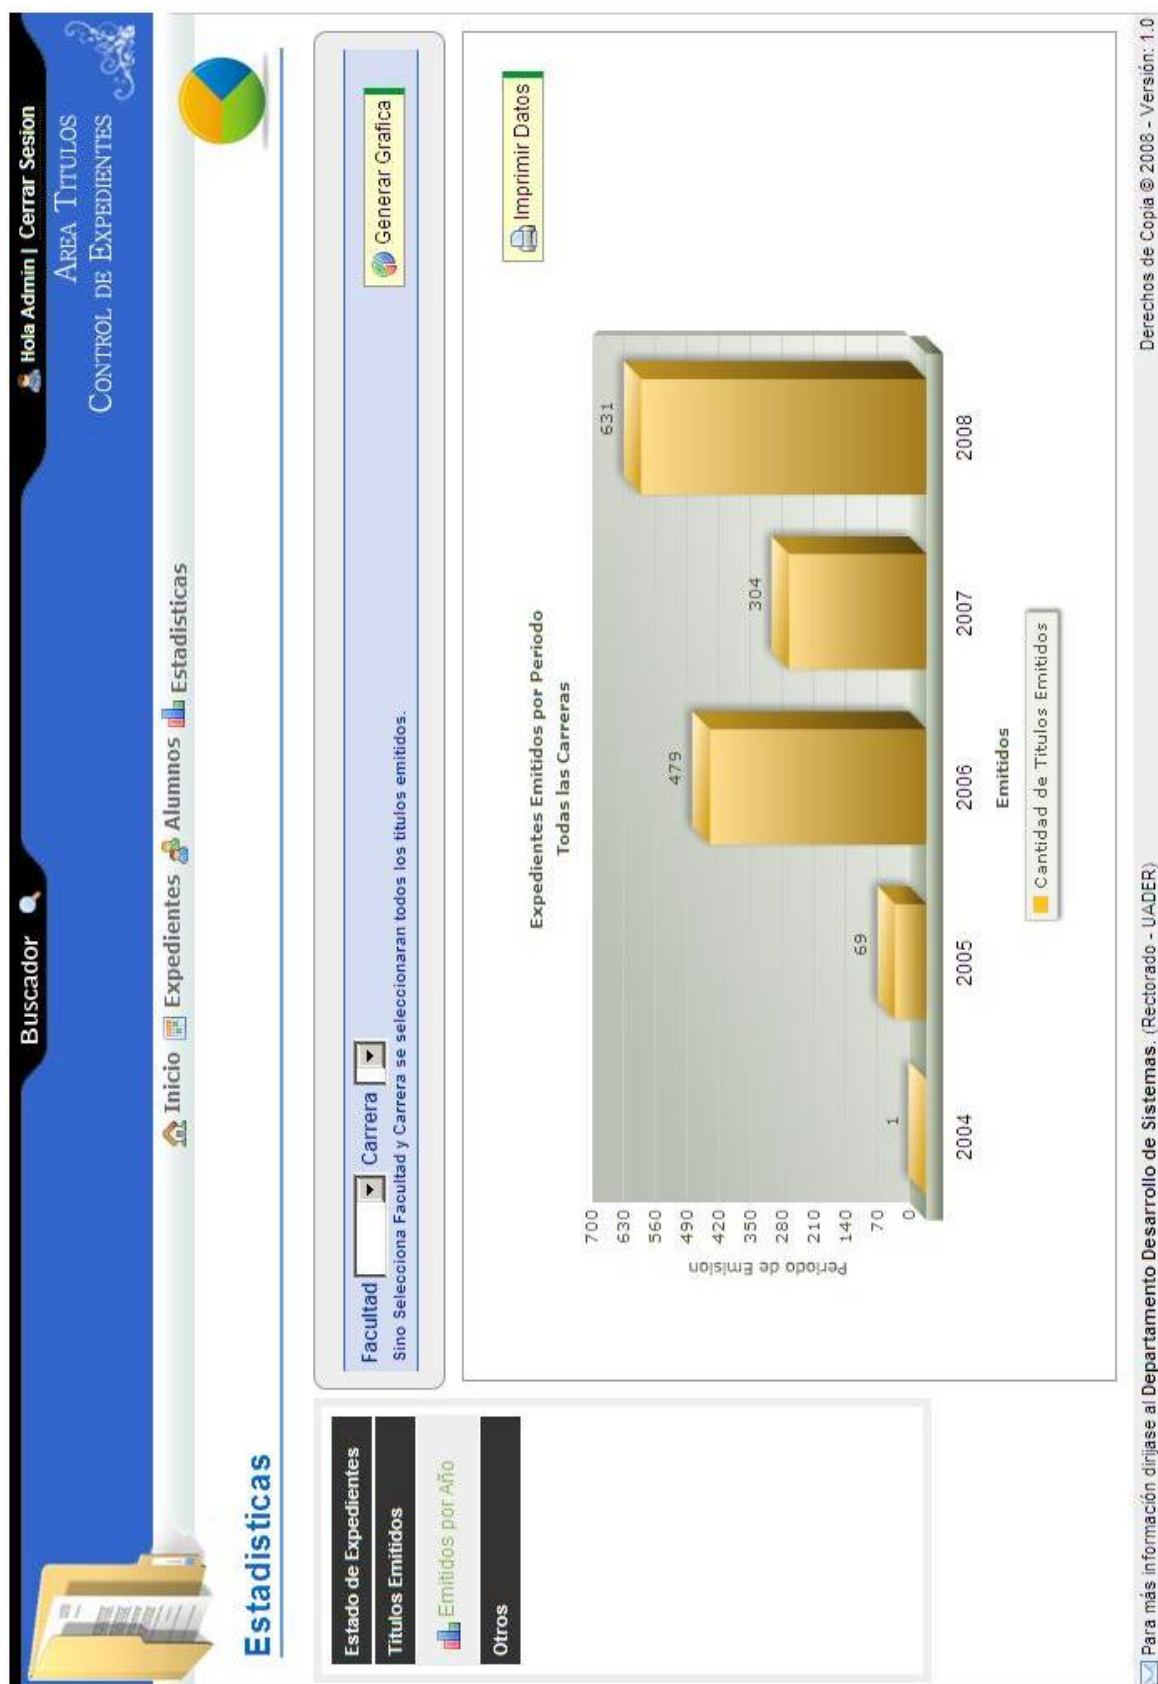 Buscador
Hola Admin | Cerrar Sesion
AREA TITULOS
CONTROL DE EXPEDIENTES
Inicio Expedientes Alumnos Estadisticas
Estadisticas
Estado de Expedientes
Titulos Emitidos
Emitidos por Año
Otros
Facultad Carrera
Generar Grafica
Sino Selecciona Facultad y Carrera se seleccionaran todos los titulos emitidos.
Imprimir Datos
Expedientes Emitidos por Periodo
Todas las Carreras
Periodo de Emision
700
630
560
490
420
350
280
210
140
70
0
1
69
479
304
631
2004 2005 2006 2007 2008
Emitidos
Cantidad de Titulos Emitidos
Para más información dirijase al Departamento Desarrollo de Sistemas. (Rectorado - UADER)
Derechos de Copia © 2008 - Versión: 1.0